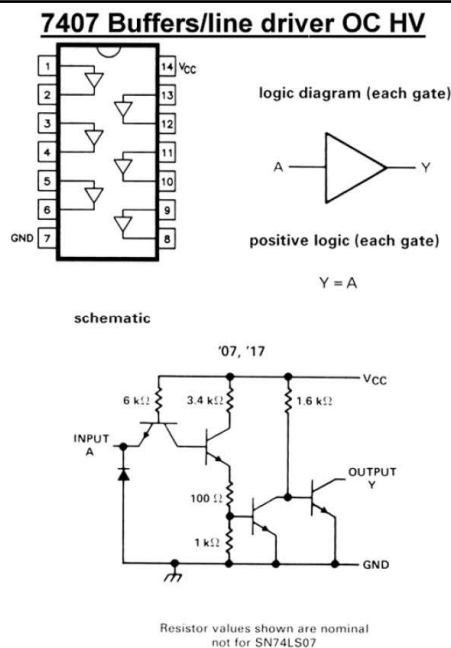 7407 Buffers/line driver OC HV
1 14 VCC
2 13
3 12
4 11
5 10
6 9
GND 7 8
logic diagram (each gate)
A Y
positive logic (each gate)
Y = A
schematic
'07, '17
VCC
6 kΩ 3.4 kΩ 1.6 kΩ
INPUT
A
OUTPUT
Y
100 Ω
1 kΩ
GND
Resistor values shown are nominal
not for SN74LS07